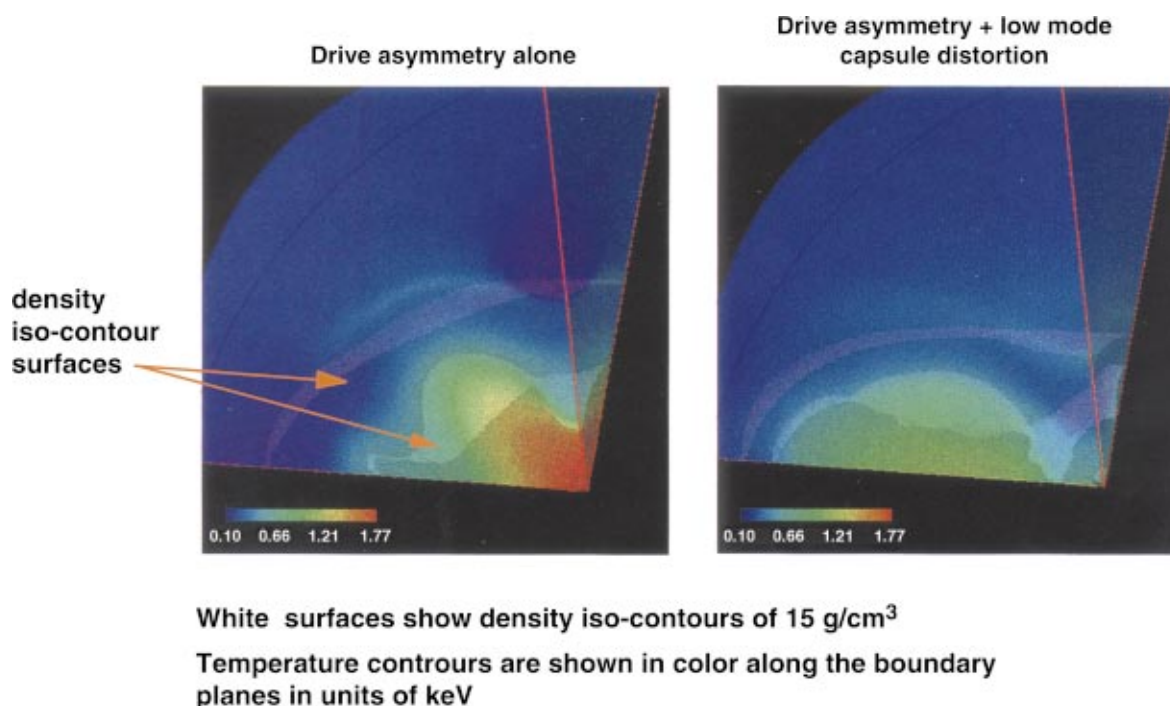 Drive asymmetry alone
Drive asymmetry + low mode
capsule distortion
density
iso-contour
surfaces
0.10 0.66 1.21 1.77
0.10 0.66 1.21 1.77
White surfaces show density iso-contours of 15 g/cm³
Temperature contrours are shown in color along the boundary
planes in units of keV